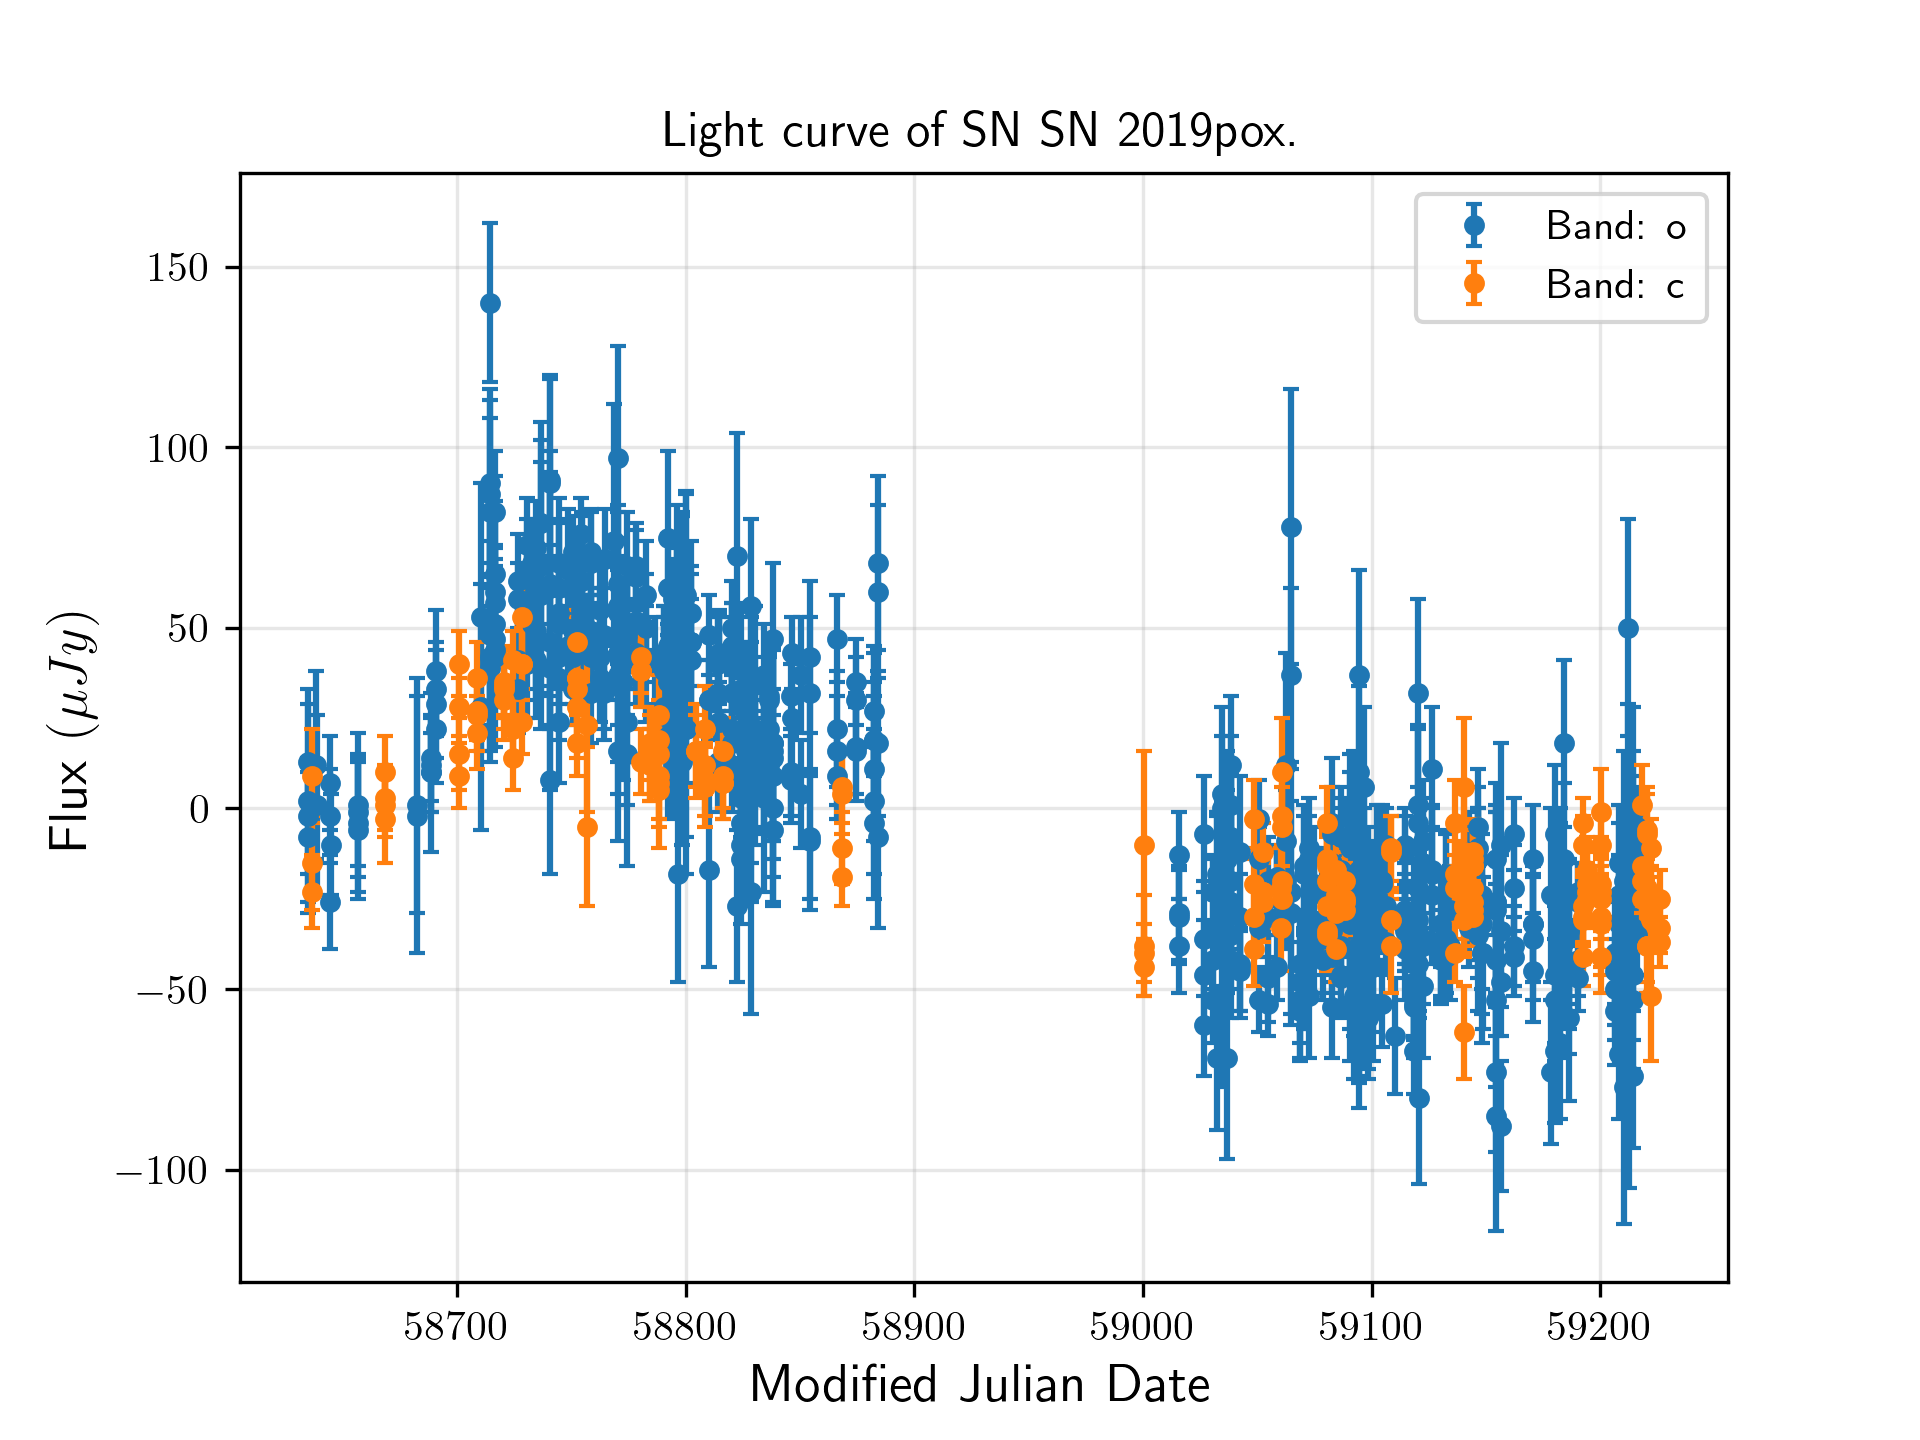 Light curve of SN SN 2019pox.
Band: o
Band: c
150
100
50
0
−50
−100
Flux (μJy)
58700 58800 58900 59000 59100 59200
Modified Julian Date